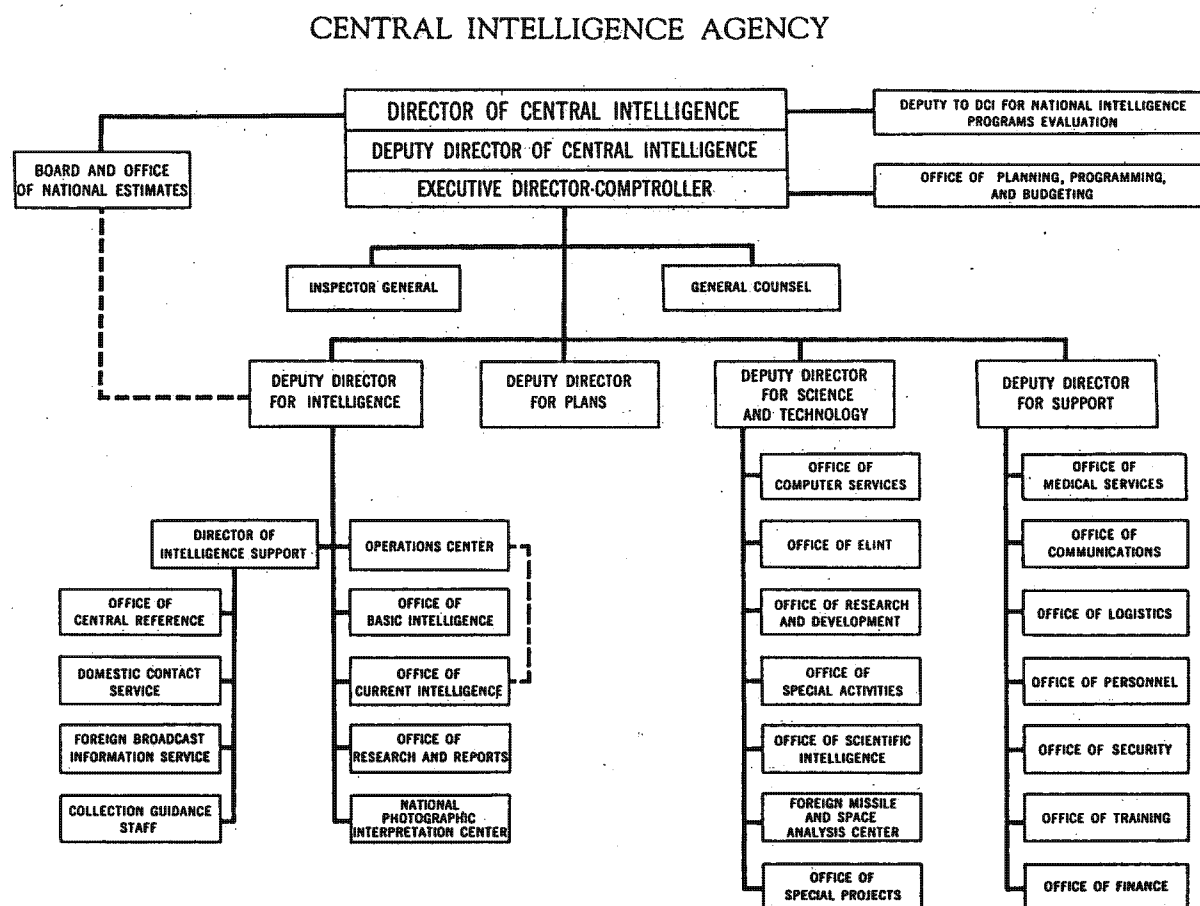 CENTRAL INTELLIGENCE AGENCY
DIRECTOR OF CENTRAL INTELLIGENCE
DEPUTY DIRECTOR OF CENTRAL INTELLIGENCE
EXECUTIVE DIRECTOR-COMPTROLLER
DEPUTY TO DCI FOR NATIONAL INTELLIGENCE
PROGRAMS EVALUATION
BOARD AND OFFICE
OF NATIONAL ESTIMATES
OFFICE OF PLANNING, PROGRAMMING,
AND BUDGETING
INSPECTOR GENERAL
GENERAL COUNSEL
DEPUTY DIRECTOR
FOR INTELLIGENCE
DEPUTY DIRECTOR
FOR PLANS
DEPUTY DIRECTOR
FOR SCIENCE
AND TECHNOLOGY
DEPUTY DIRECTOR
FOR SUPPORT
DIRECTOR OF
INTELLIGENCE SUPPORT
OFFICE OF
CENTRAL REFERENCE
DOMESTIC CONTACT
SERVICE
FOREIGN BROADCAST
INFORMATION SERVICE
COLLECTION GUIDANCE
STAFF
OPERATIONS CENTER
OFFICE OF
BASIC INTELLIGENCE
OFFICE OF
CURRENT INTELLIGENCE
OFFICE OF
RESEARCH AND REPORTS
NATIONAL
PHOTOGRAPHIC
INTERPRETATION CENTER
OFFICE OF
COMPUTER SERVICES
OFFICE OF ELINT
OFFICE OF RESEARCH
AND DEVELOPMENT
OFFICE OF
SPECIAL ACTIVITIES
OFFICE OF SCIENTIFIC
INTELLIGENCE
FOREIGN MISSILE
AND SPACE
ANALYSIS CENTER
OFFICE OF
SPECIAL PROJECTS
OFFICE OF
MEDICAL SERVICES
OFFICE OF
COMMUNICATIONS
OFFICE OF LOGISTICS
OFFICE OF PERSONNEL
OFFICE OF SECURITY
OFFICE OF TRAINING
OFFICE OF FINANCE